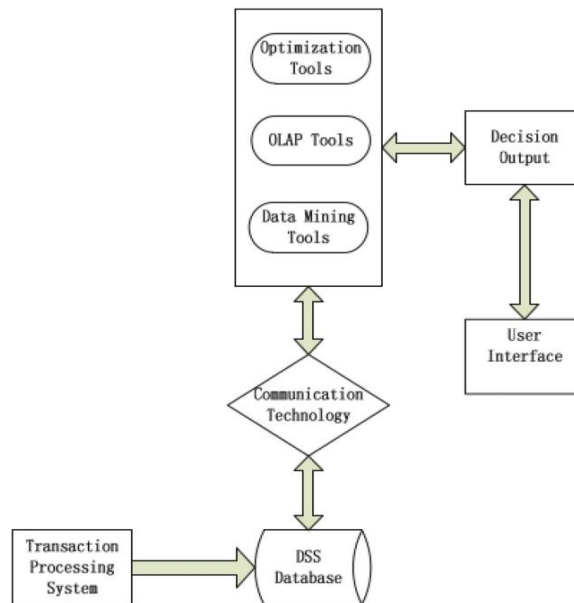 Optimization
Tools
OLAP Tools
Data Mining
Tools
Decision
Output
User
Interface
Communication
Technology
Transaction
Processing
System
DSS
Database